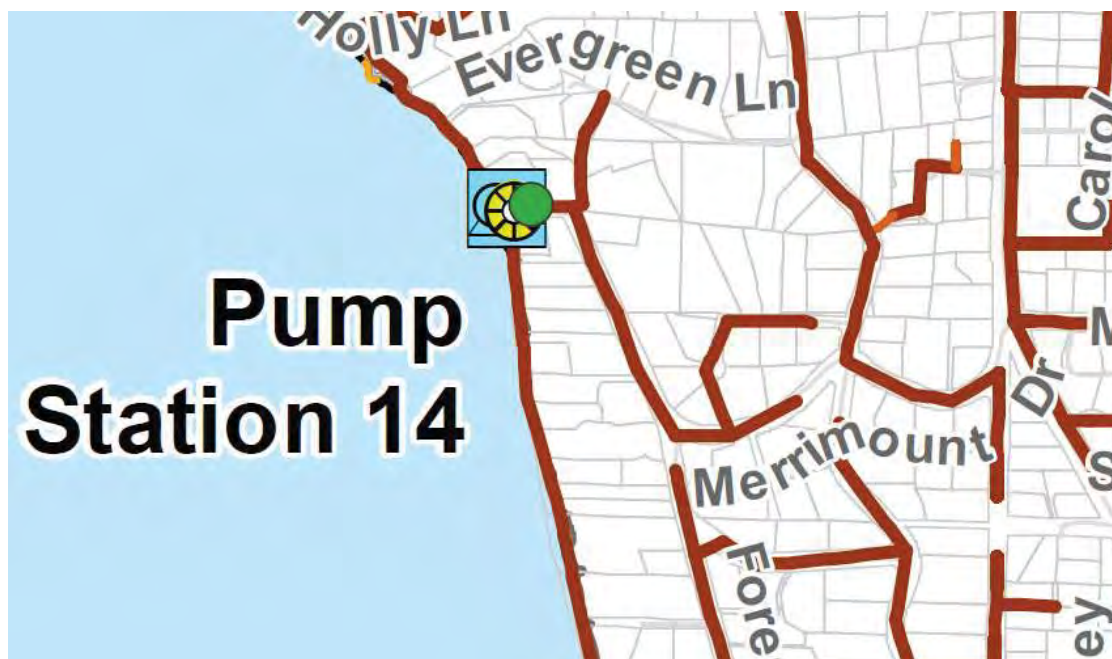 Holly Ln
Evergreen Ln
Carol
Pump
Station 14
M
Dr
Merrimount
S
Fore
ey